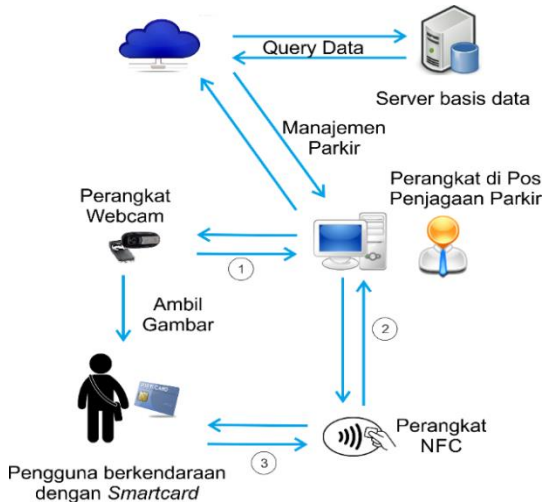 Query Data
Server basis data
Manajemen
Parkir
Perangkat di Pos
Penjagaan Parkir
Perangkat
Webcam
1
Ambil
Gambar
2
Perangkat
NFC
3
Pengguna berkendaraan
dengan Smartcard